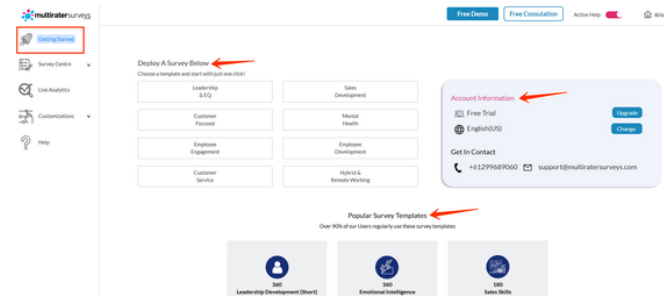 multiratersurveys
Free Demo
Free Consulation
Active Help
Kris
Getting Started
Survey Centre
Live Analytics
Customizations
Help
Deploy A Survey Below
Choose a template and start with just one click!
Leadership
& EQ
Sales
Development
Customer
Focused
Mental
Health
Employee
Engagement
Employee
Development
Customer
Service
Hybrid &
Remote Working
Account Information
Free Trial
Upgrade
English(US)
Change
Get In Contact
+61299689060
support@multiratersurveys.com
Popular Survey Templates
Over 90% of our Users regularly use these survey templates
360
Leadership Development (Short)
360
Emotional Intelligence
180
Sales Skills